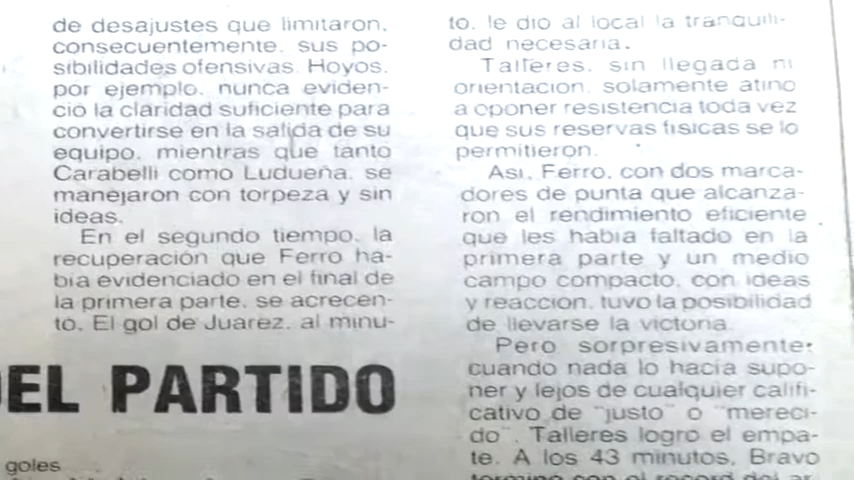 de desajustes que limitaron,
consecuentemente, sus po-
sibilidades ofensivas. Hoyos,
por ejemplo, nunca eviden-
ció la claridad suficiente para
convertirse en la salida de su
equipo, mientras que tanto
Carabelli como Ludueña, se
manejaron con torpeza y sin
ideas.
En el segundo tiempo, la
recuperación que Ferro ha-
bía evidenciado en el final de
la primera parte, se acrecen-
tó. El gol de Juárez, al minu-
EL PARTIDO
goles
to, le dio al local la tranquili-
dad necesaria.
Talleres, sin llegada ni
orientación, solamente atinó
a oponer resistencia toda vez
que sus reservas físicas se lo
permitieron.
Así, Ferro, con dos marca-
dores de punta que alcanza-
ron el rendimiento eficiente
que les había faltado en la
primera parte y un medio
campo compacto, con ideas
y reacción, tuvo la posibilidad
de llevarse la victoria.
Pero sorpresivamente,
cuando nada lo hacía supo-
ner y lejos de cualquier califi-
cativo de "justo" o "mereci-
do", Talleres logró el empa-
te. A los 43 minutos, Bravo
terminó con el récord del ar